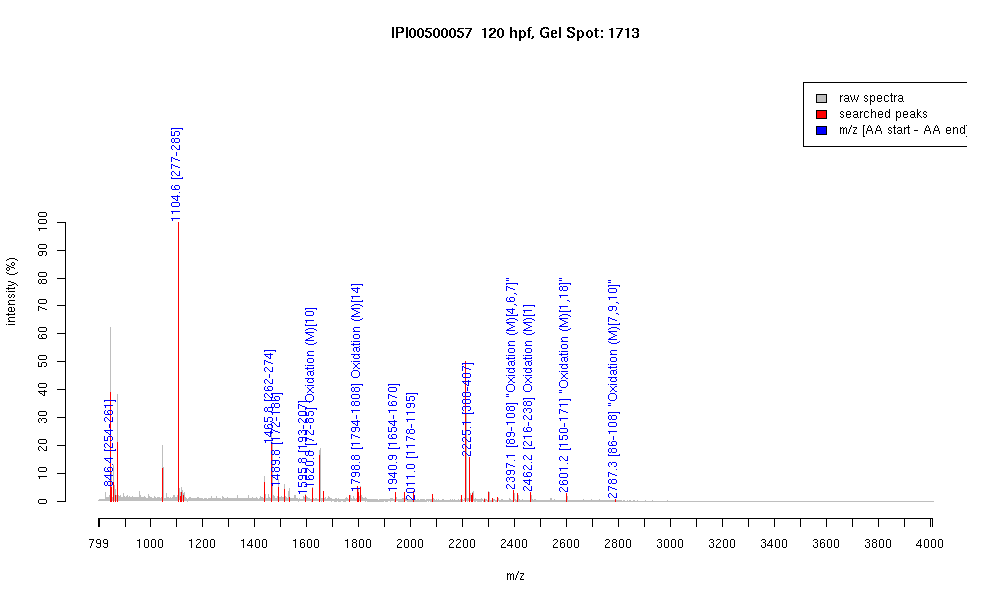 IPI00500057 120 hpf, Gel Spot: 1713
raw spectra
searched peaks
m/z [AA start - AA end]
intensity (%)
100
90
80
70
60
50
40
30
20
10
0
846.4 [254-261]
1104.6 [277-285]
1465.8 [262-274]
1489.8 [172-186]
1595.8 [193-207]
1620.8 [72-85] Oxidation (M)[10]
1798.8 [1794-1808] Oxidation (M)[14]
1940.9 [1654-1670]
2011.0 [1178-1195]
2225.1 [388-407]
2397.1 [89-108] "Oxidation (M)[4,6,7]"
2462.2 [216-238] Oxidation (M)[1]
2601.2 [150-171] "Oxidation (M)[1,18]"
2787.3 [86-108] "Oxidation (M)[7,9,10]"
799 1000 1200 1400 1600 1800 2000 2200 2400 2600 2800 3000 3200 3400 3600 3800 4000
m/z